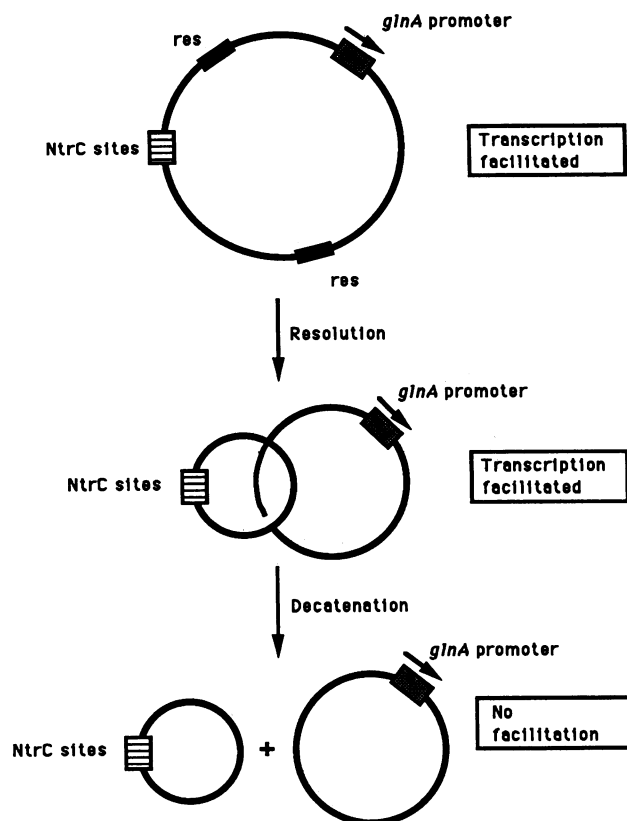 glnA promoter
res
NtrC sites
Transcription
facilitated
res
Resolution
glnA promoter
NtrC sites
Transcription
facilitated
Decatenation
glnA promoter
No
facilitation
NtrC sites
+